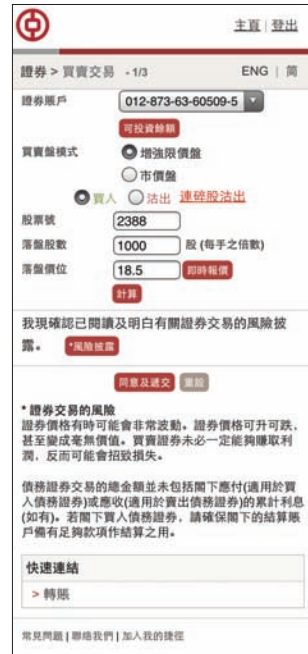 主頁 | 登出
證券 > 買賣交易 - 1/3 ENG | 简
證券賬戶 012-873-63-60509-5
可投資餘額
買賣盤模式 增強限價盤
市價盤
買入 沽出 連碎股沽出
股票號 2388
落盤股數 1000 股 (每手之倍數)
落盤價位 18.5 即時報價
計算
我現確認已閱讀及明白有關證券交易的風險披
露。 *風險披露
同意及遞交 重設
* 證券交易的風險
證券價格有時可能會非常波動。證券價格可升可跌,
甚至變成毫無價值。買賣證券未必一定能夠賺取利
潤, 反而可能會招致損失。
債務證券交易的總金額並未包括閣下應付(適用於買
入債務證券)或應收(適用於賣出債務證券)的累計利息
(如有)。若閣下買入債務證券, 請確保閣下的結算賬
戶備有足夠款項作結算之用。
快速連結
> 轉賬
常見問題 | 聯絡我們 | 加入我的捷徑